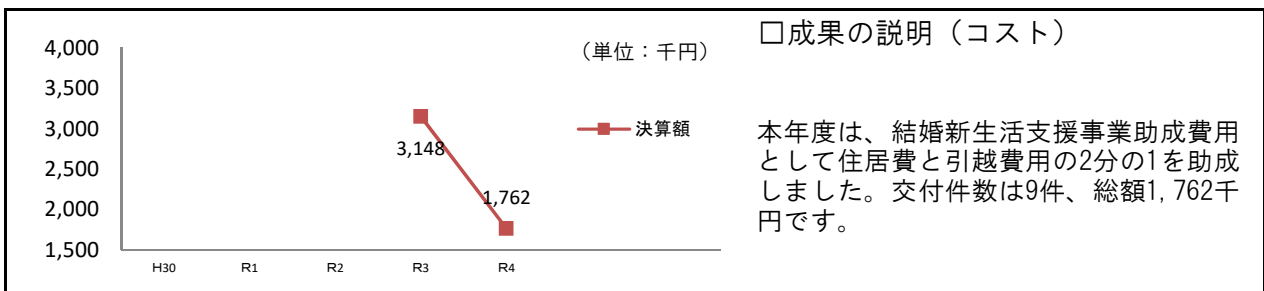 4,000
3,500
3,000
2,500
2,000
1,500
H30 R1 R2 R3 R4
3,148
1,762
（単位：千円）
決算額
□成果の説明（コスト）
本年度は、結婚新生活支援事業助成費用
として住居費と引越費用の2分の1を助成
しました。交付件数は9件、総額1,762千
円です。